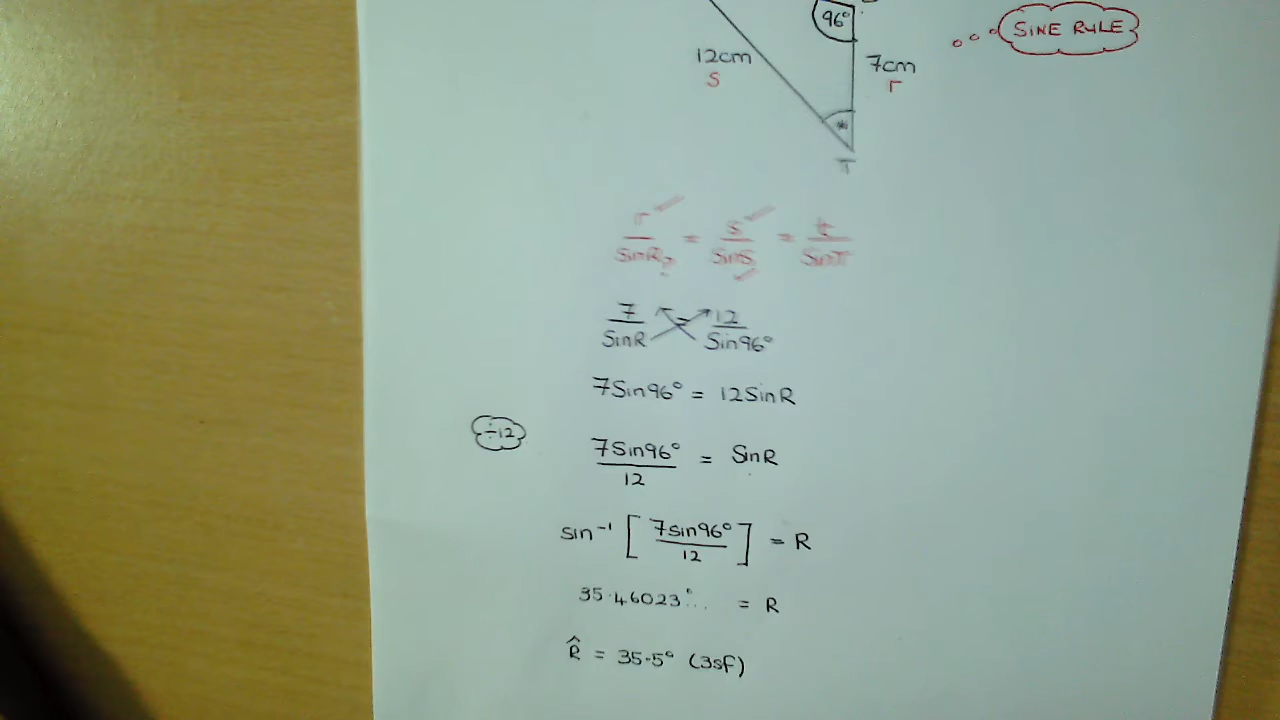 96°
SINE RULE
12cm
7cm
s
r
*
T
r/SinR? = s/SinS = t/SinT
7/SinR = 12/Sin96°
7Sin96° = 12SinR
÷12
7Sin96°/12 = SinR
sin⁻¹ [7sin96°/12] = R
35.46023°... = R
R̂ = 35.5° (3sf)